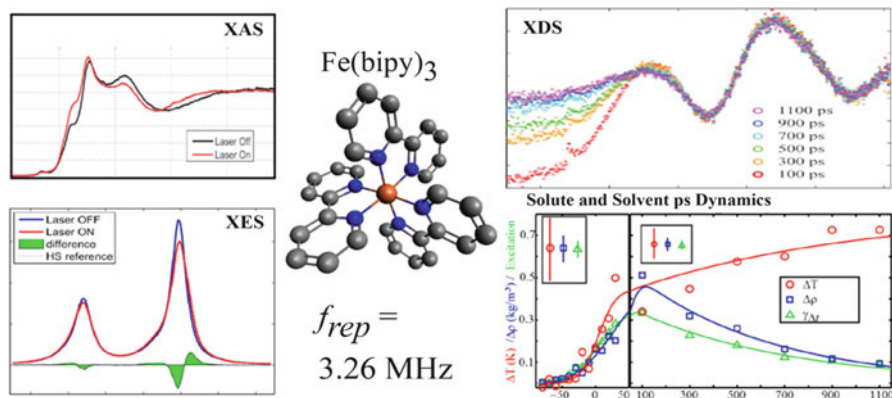 XAS
Laser Off
Laser On
Fe(bipy)3
XDS
1100 ps
900 ps
700 ps
500 ps
300 ps
100 ps
Laser OFF
Laser ON
difference
HS reference
XES
f_rep =
3.26 MHz
Solute and Solvent ps Dynamics
ΔT (K) /Δρ (kg/m³)/ Excitation
0.7
0.5
0.3
0.1
ΔT
Δρ
γΔr
-50 0 50 100 300 500 700 900 1100